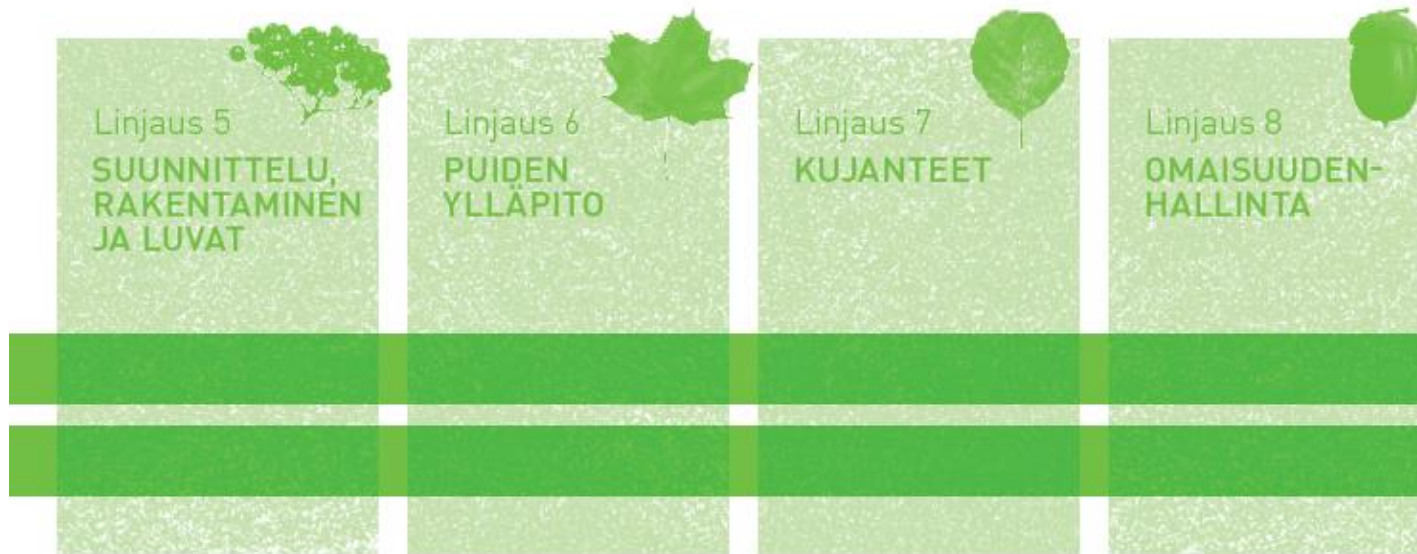 Linjaus 5
SUUNNITTELU,
RAKENTAMINEN
JA LUVAT
Linjaus 6
PUIDEN
YLLÄPITO
Linjaus 7
KUJANTEET
Linjaus 8
OMAISUUDEN-
HALLINTA